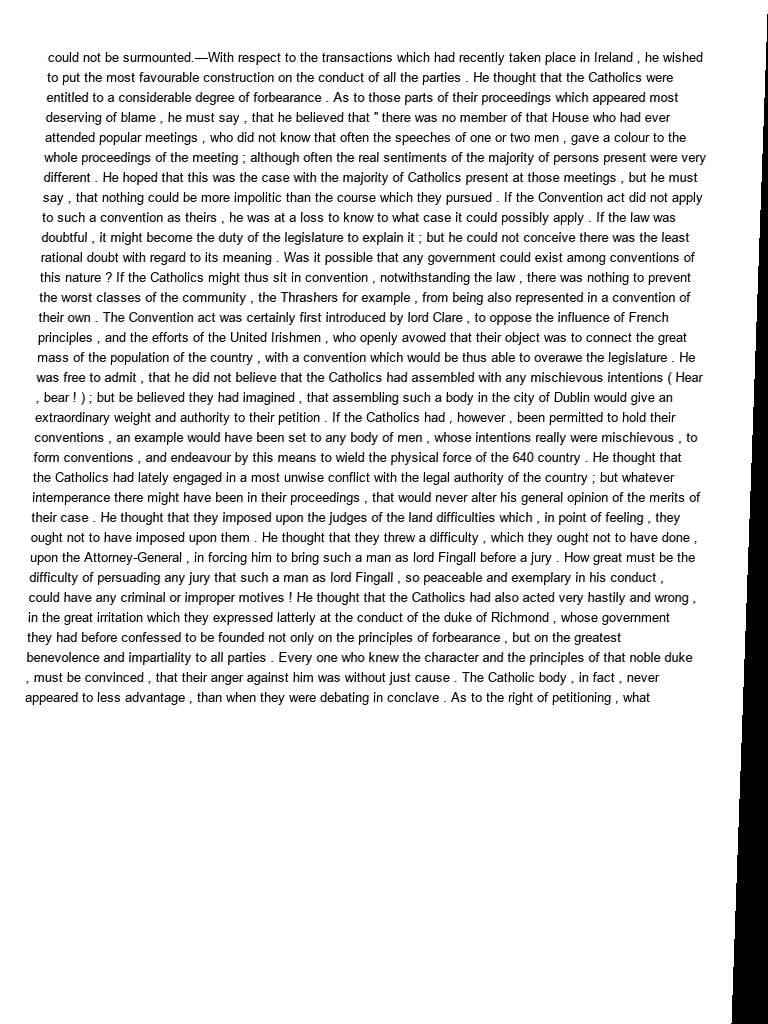 could not be surmounted.—With respect to the transactions which had recently taken place in Ireland , he wished
to put the most favourable construction on the conduct of all the parties . He thought that the Catholics were
entitled to a considerable degree of forbearance . As to those parts of their proceedings which appeared most
deserving of blame , he must say , that he believed that " there was no member of that House who had ever
attended popular meetings , who did not know that often the speeches of one or two men , gave a colour to the
whole proceedings of the meeting ; although often the real sentiments of the majority of persons present were very
different . He hoped that this was the case with the majority of Catholics present at those meetings , but he must
say , that nothing could be more impolitic than the course which they pursued . If the Convention act did not apply
to such a convention as theirs , he was at a loss to know to what case it could possibly apply . If the law was
doubtful , it might become the duty of the legislature to explain it ; but he could not conceive there was the least
rational doubt with regard to its meaning . Was it possible that any government could exist among conventions of
this nature ? If the Catholics might thus sit in convention , notwithstanding the law , there was nothing to prevent
the worst classes of the community , the Thrashers for example , from being also represented in a convention of
their own . The Convention act was certainly first introduced by lord Clare , to oppose the influence of French
principles , and the efforts of the United Irishmen , who openly avowed that their object was to connect the great
mass of the population of the country , with a convention which would be thus able to overawe the legislature . He
was free to admit , that he did not believe that the Catholics had assembled with any mischievous intentions ( Hear
, bear ! ) ; but be believed they had imagined , that assembling such a body in the city of Dublin would give an
extraordinary weight and authority to their petition . If the Catholics had , however , been permitted to hold their
conventions , an example would have been set to any body of men , whose intentions really were mischievous , to
form conventions , and endeavour by this means to wield the physical force of the 640 country . He thought that
the Catholics had lately engaged in a most unwise conflict with the legal authority of the country ; but whatever
intemperance there might have been in their proceedings , that would never alter his general opinion of the merits of
their case . He thought that they imposed upon the judges of the land difficulties which , in point of feeling , they
ought not to have imposed upon them . He thought that they threw a difficulty , which they ought not to have done ,
upon the Attorney-General , in forcing him to bring such a man as lord Fingall before a jury . How great must be the
difficulty of persuading any jury that such a man as lord Fingall , so peaceable and exemplary in his conduct ,
could have any criminal or improper motives ! He thought that the Catholics had also acted very hastily and wrong ,
in the great irritation which they expressed latterly at the conduct of the duke of Richmond , whose government
they had before confessed to be founded not only on the principles of forbearance , but on the greatest
benevolence and impartiality to all parties . Every one who knew the character and the principles of that noble duke
, must be convinced , that their anger against him was without just cause . The Catholic body , in fact , never
appeared to less advantage , than when they were debating in conclave . As to the right of petitioning , what